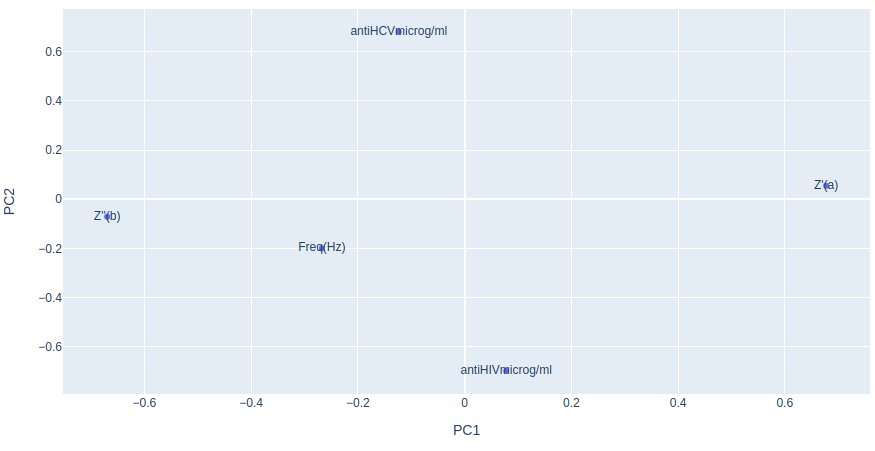 antiHCVmicrog/ml
0.6
0.4
0.2
Z'(a)
0
Z''(b)
−0.2
Freq(Hz)
−0.4
−0.6
antiHIVmicrog/ml
−0.6 −0.4 −0.2 0 0.2 0.4 0.6
PC1
PC2